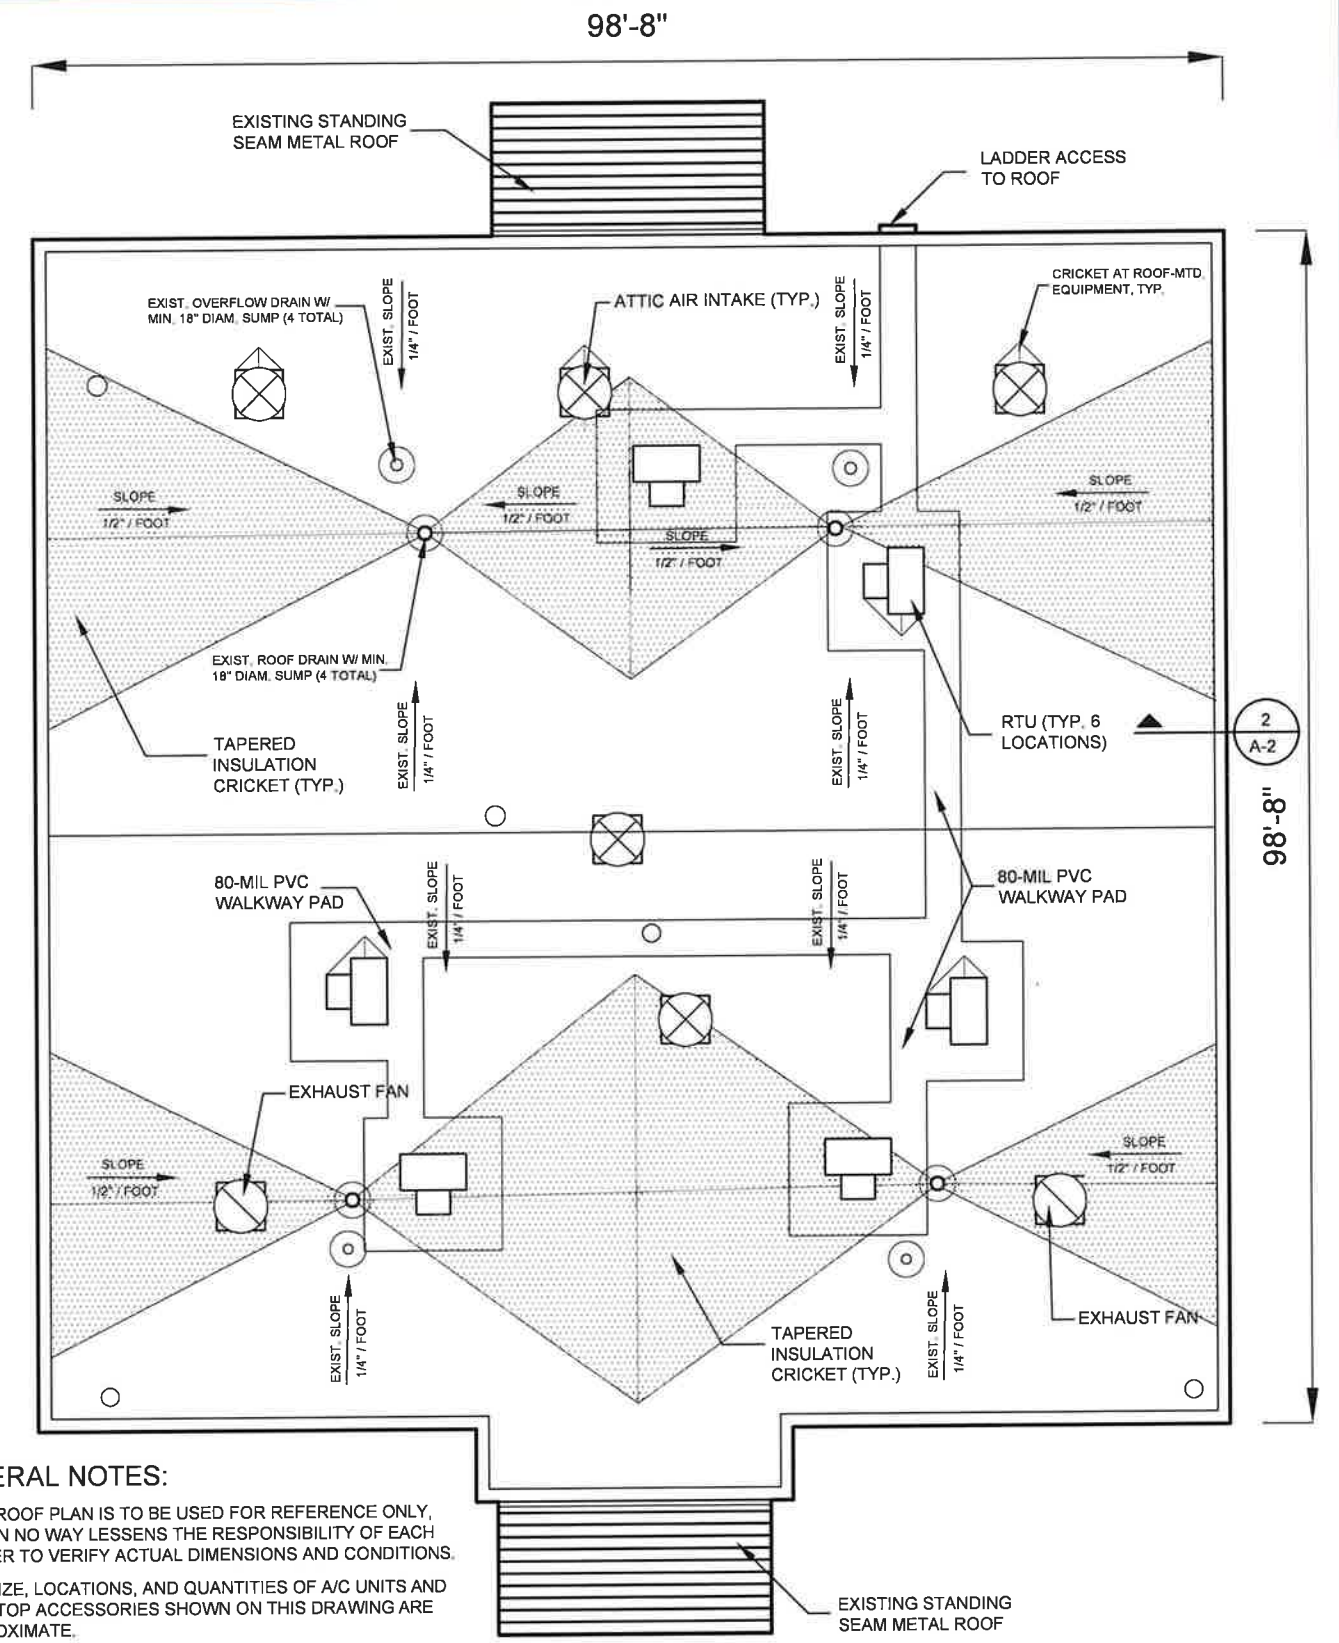 98'-8"
EXISTING STANDING
SEAM METAL ROOF
LADDER ACCESS
TO ROOF
EXIST. OVERFLOW DRAIN W/
MIN. 18" DIAM. SUMP (4 TOTAL)
EXIST. SLOPE
1/4" / FOOT
ATTIC AIR INTAKE (TYP.)
EXIST. SLOPE
1/4" / FOOT
CRICKET AT ROOF-MTD.
EQUIPMENT, TYP.
SLOPE
1/2" / FOOT
SLOPE
1/2" / FOOT
SLOPE
1/2" / FOOT
SLOPE
1/2" / FOOT
EXIST. ROOF DRAIN W/ MIN.
18" DIAM. SUMP (4 TOTAL)
TAPERED
INSULATION
CRICKET (TYP.)
EXIST. SLOPE
1/4" / FOOT
EXIST. SLOPE
1/4" / FOOT
RTU (TYP. 6
LOCATIONS)
2
A-2
98'-8"
80-MIL PVC
WALKWAY PAD
EXIST. SLOPE
1/4" / FOOT
EXIST. SLOPE
1/4" / FOOT
80-MIL PVC
WALKWAY PAD
EXHAUST FAN
SLOPE
1/2" / FOOT
SLOPE
1/2" / FOOT
EXIST. SLOPE
1/4" / FOOT
TAPERED
INSULATION
CRICKET (TYP.)
EXIST. SLOPE
1/4" / FOOT
EXHAUST FAN
ERAL NOTES:
ROOF PLAN IS TO BE USED FOR REFERENCE ONLY,
N NO WAY LESSENS THE RESPONSIBILITY OF EACH
ER TO VERIFY ACTUAL DIMENSIONS AND CONDITIONS.
IZE, LOCATIONS, AND QUANTITIES OF A/C UNITS AND
TOP ACCESSORIES SHOWN ON THIS DRAWING ARE
OXIMATE.
EXISTING STANDING
SEAM METAL ROOF